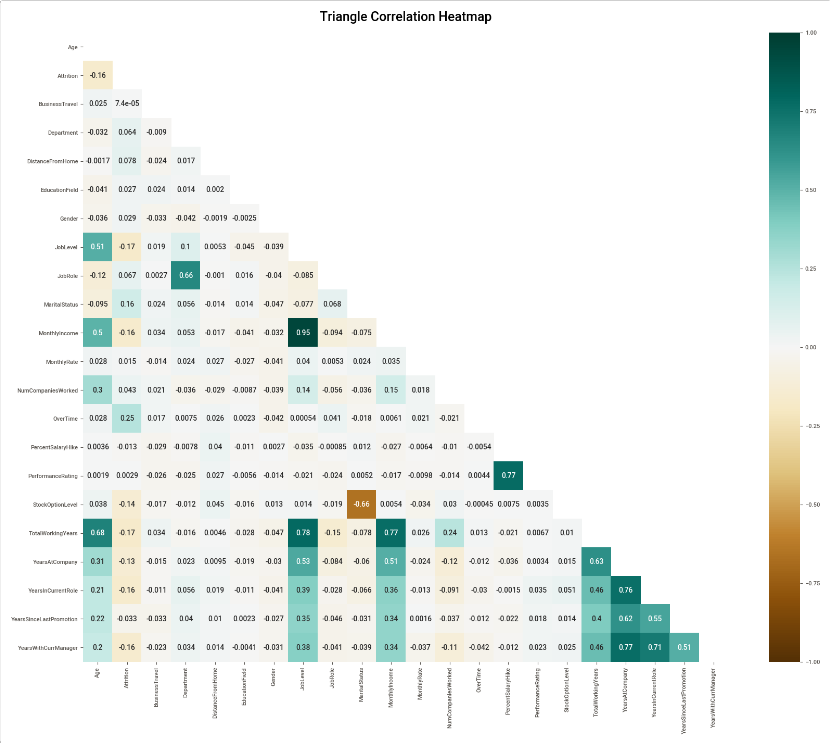 Triangle Correlation Heatmap
Age
Attrition -0.16
BusinessTravel 0.025 7.4e-05
Department -0.032 0.064 -0.009
DistanceFromHome -0.0017 0.078 -0.024 0.017
EducationField -0.041 0.027 0.024 0.014 0.002
Gender -0.036 0.029 -0.033 -0.042 -0.0019 -0.0025
JobLevel 0.51 -0.17 0.019 0.1 0.0053 -0.045 -0.039
JobRole -0.12 0.067 0.0027 0.66 -0.001 0.016 -0.04 -0.085
MaritalStatus -0.095 0.16 0.024 0.056 -0.014 0.014 -0.047 -0.077 0.068
MonthlyIncome 0.5 -0.16 0.034 0.053 -0.017 -0.041 -0.032 0.95 -0.094 -0.075
MonthlyRate 0.028 0.015 -0.014 0.024 0.027 -0.027 -0.041 0.04 0.0053 0.024 0.035
NumCompaniesWorked 0.3 0.043 0.021 -0.036 -0.029 -0.0087 -0.039 0.14 -0.056 -0.036 0.15 0.018
OverTime 0.028 0.25 0.017 0.0075 0.026 0.0023 -0.042 0.00054 0.041 -0.018 0.0061 0.021 -0.021
PercentSalaryHike 0.0036 -0.013 -0.029 -0.0078 0.04 -0.011 0.0027 -0.035 -0.00085 0.012 -0.027 -0.0064 -0.01 -0.0054
PerformanceRating 0.0019 0.0029 -0.026 -0.025 0.027 -0.0056 -0.014 -0.021 -0.024 0.0052 -0.017 -0.0098 -0.014 0.0044 0.77
StockOptionLevel 0.038 -0.14 -0.017 -0.012 0.045 -0.016 0.013 0.014 -0.019 -0.66 0.0054 -0.034 0.03 -0.00045 0.0075 0.0035
TotalWorkingYears 0.68 -0.17 0.034 -0.016 0.0046 -0.028 -0.047 0.78 -0.15 -0.078 0.77 0.026 0.24 0.013 -0.021 0.0067 0.01
YearsAtCompany 0.31 -0.13 -0.015 0.023 0.0095 -0.019 -0.03 0.53 -0.084 -0.06 0.51 -0.024 -0.12 -0.012 -0.036 0.0034 0.015 0.63
YearsInCurrentRole 0.21 -0.16 -0.011 0.056 0.019 -0.011 -0.041 0.39 -0.028 -0.066 0.36 -0.013 -0.091 -0.03 -0.0015 0.035 0.051 0.46 0.76
YearsSinceLastPromotion 0.22 -0.033 -0.033 0.04 0.01 0.0023 -0.027 0.35 -0.046 -0.031 0.34 0.0016 -0.037 -0.012 -0.022 0.018 0.014 0.4 0.62 0.55
YearsWithCurrManager 0.2 -0.16 -0.023 0.034 0.014 -0.0041 -0.031 0.38 -0.041 -0.039 0.34 -0.037 -0.11 -0.042 -0.012 0.023 0.025 0.46 0.77 0.71 0.51
Age Attrition BusinessTravel Department DistanceFromHome EducationField Gender JobLevel JobRole MaritalStatus MonthlyIncome MonthlyRate NumCompaniesWorked OverTime PercentSalaryHike PerformanceRating StockOptionLevel TotalWorkingYears YearsAtCompany YearsInCurrentRole YearsSinceLastPromotion YearsWithCurrManager
1.00
0.75
0.50
0.25
0.00
-0.25
-0.50
-0.75
-1.00